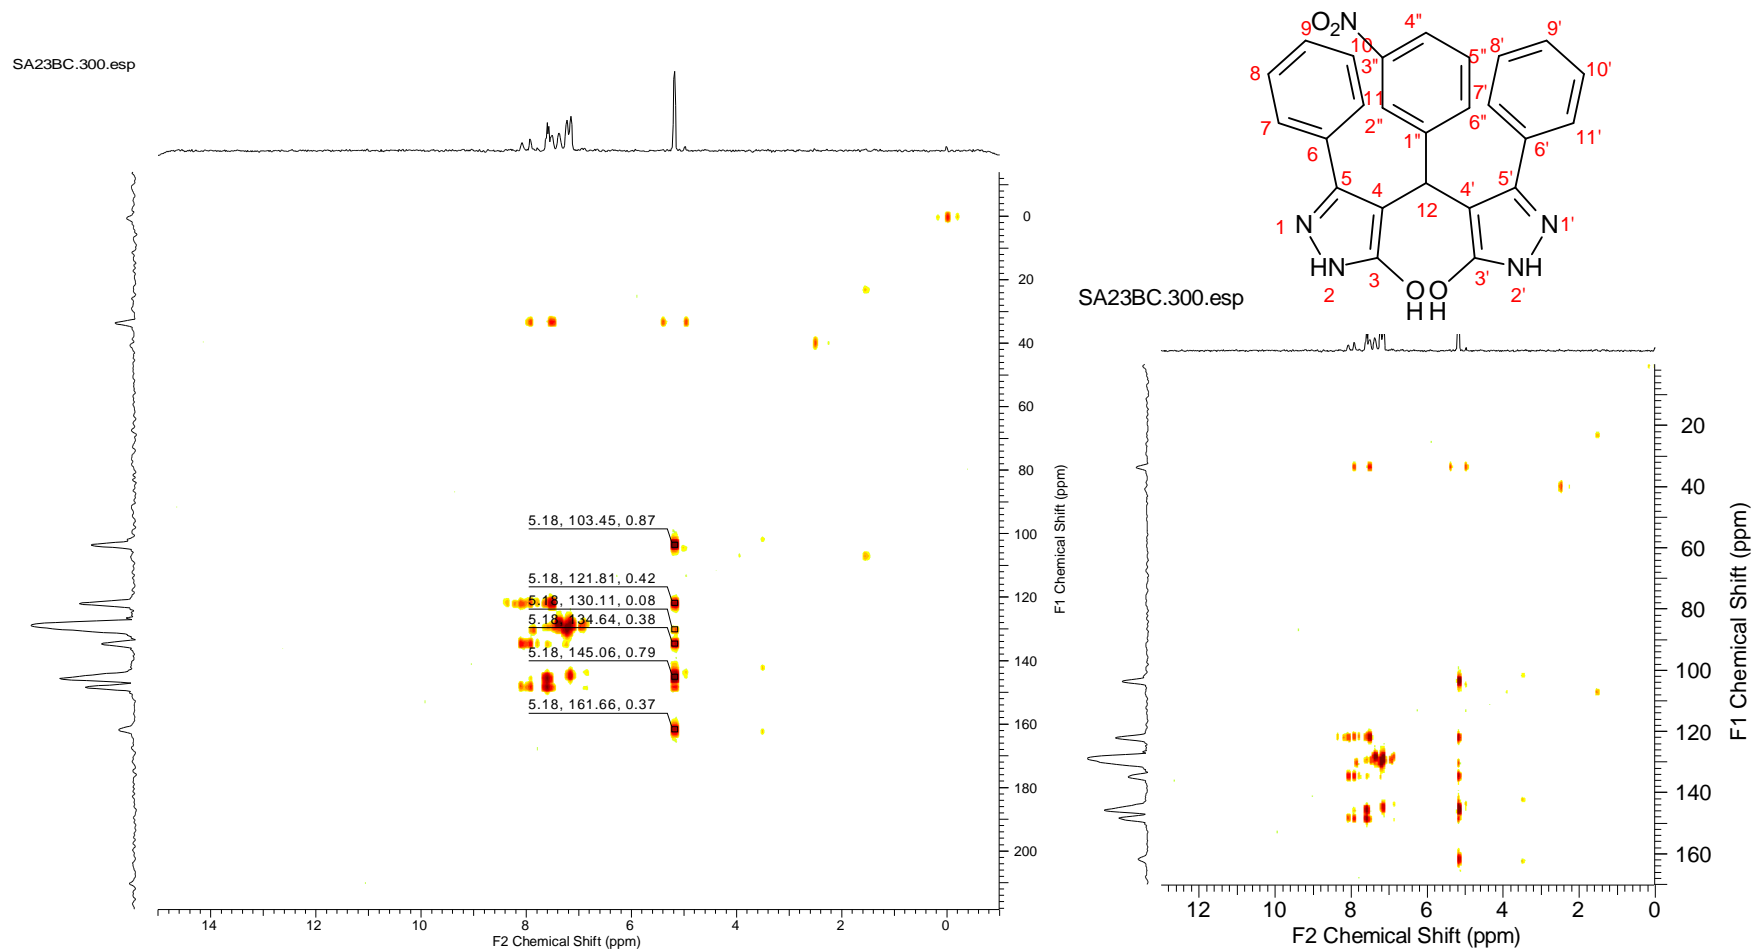 SA23BC.300.esp
5.18, 103.45, 0.87
5.18, 121.81, 0.42
5.18, 130.11, 0.08
5.18, 134.64, 0.38
5.18, 145.06, 0.79
5.18, 161.66, 0.37
0
20
40
60
80
100
120
140
160
180
200
F1 Chemical Shift (ppm)
14 12 10 8 6 4 2 0
F2 Chemical Shift (ppm)
O2N 4" 9 10 8' 9'
3" 5" 8 10'
11 7' 7 2" 6" 11'
6 1" 6'
5 4 4' 5'
1 N 12 N 1'
HN 3 3' NH
2 O O 2'
H H
SA23BC.300.esp
20
40
60
80
100
120
140
160
F1 Chemical Shift (ppm)
12 10 8 6 4 2 0
F2 Chemical Shift (ppm)